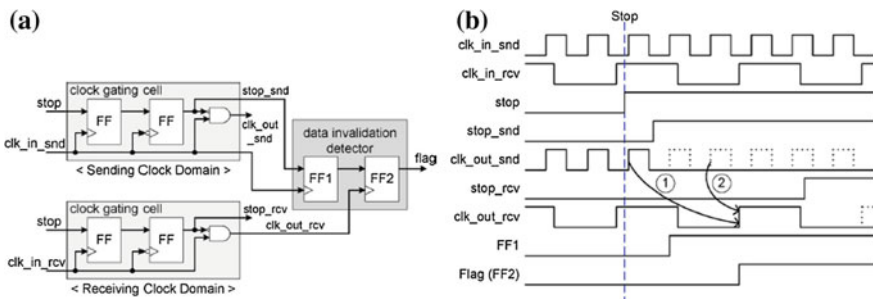 (a)
clock gating cell
stop
FF
FF
stop_snd
clk_out
_snd
clk_in_snd
< Sending Clock Domain >
data invalidation
detector
FF1
FF2
flag
clock gating cell
stop
FF
FF
stop_rcv
clk_out_rcv
clk_in_rcv
< Receiving Clock Domain >
(b)
Stop
clk_in_snd
clk_in_rcv
stop
stop_snd
clk_out_snd
stop_rcv
1
2
clk_out_rcv
FF1
Flag (FF2)